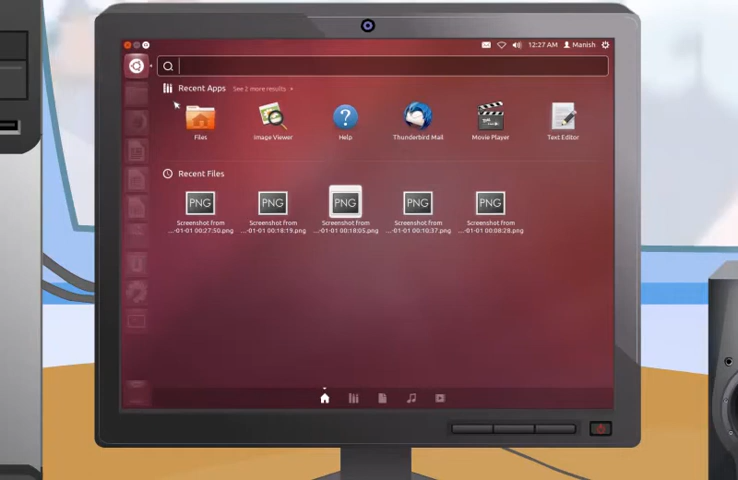 12:27 AM Manish
Recent Apps See 2 more results
Files Image Viewer Help Thunderbird Mail Movie Player Text Editor
Recent Files
PNG PNG PNG PNG PNG
Screenshot from Screenshot from Screenshot from Screenshot from Screenshot from
...-01-01 00:27:50.png ...-01-01 00:18:19.png ...-01-01 00:18:05.png ...-01-01 00:10:37.png ...-01-01 00:08:28.png